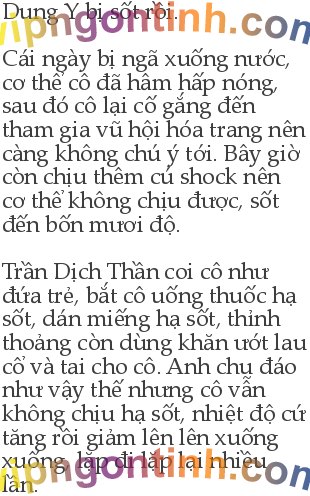 Dung Y bị sốt rồi.
vipngontinh.com
Cái ngày bị ngã xuống nước,
cơ thể cô đã hâm hấp nóng,
sau đó cô lại cố gắng đến
tham gia vũ hội hóa trang nên
càng không chú ý tới. Bây giờ
còn chịu thêm cú shock nên
cơ thể không chịu được, sốt
đến bốn mươi độ.
Trần Dịch Thần coi cô như
đứa trẻ, bắt cô uống thuốc hạ
sốt, dán miếng hạ sốt, thỉnh
thoảng còn dùng khăn ướt lau
cổ và tai cho cô. Anh chu đáo
như vậy thế nhưng cô vẫn
không chịu hạ sốt, nhiệt độ cứ
tăng rồi giảm lên lên xuống
xuống, lặp đi lặp lại nhiều
lần.
vipngontinh.com